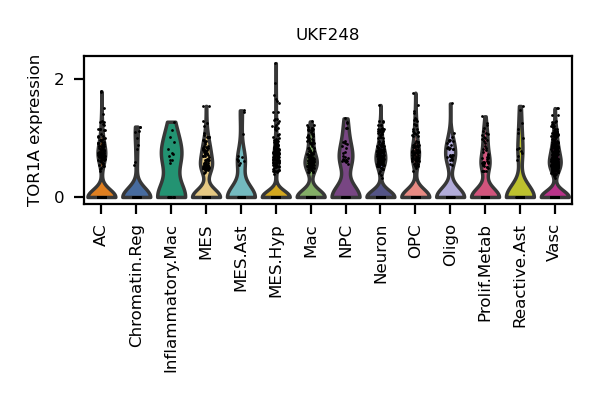 UKF248
TOR1A expression
2
0
AC
Chromatin.Reg
Inflammatory.Mac
MES
MES.Ast
MES.Hyp
Mac
NPC
Neuron
OPC
Oligo
Prolif.Metab
Reactive.Ast
Vasc